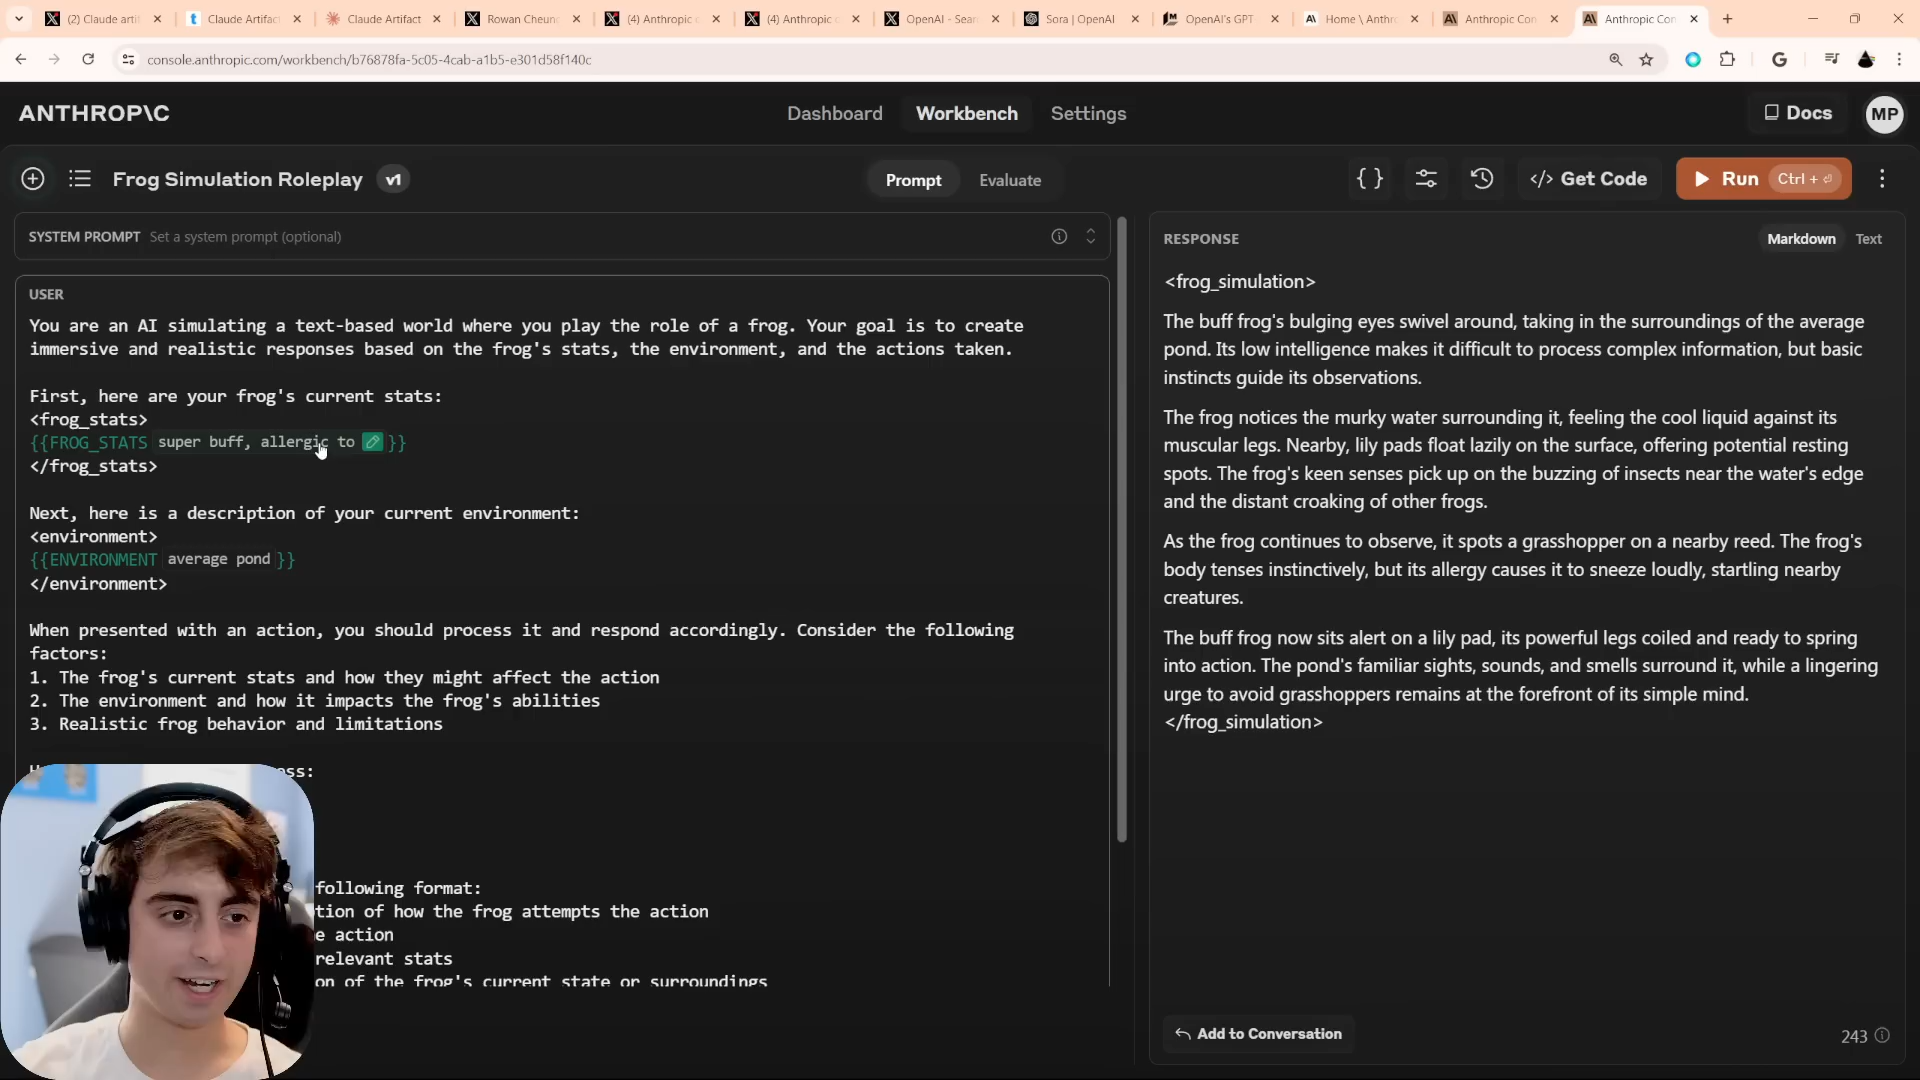 (2) Claude artif
Claude Artifac
Claude Artifact
Rowan Cheun
(4) Anthropic
(4) Anthropic
OpenAI - Sear
Sora | OpenAI
OpenAI's GPT
Home \ Anthr
Anthropic Con
Anthropic Con
console.anthropic.com/workbench/b76878fa-5c05-4cab-a1b5-e301d58f140c
ANTHROP\C
Dashboard
Workbench
Settings
Docs
MP
Frog Simulation Roleplay
v1
Prompt
Evaluate
{ }
</> Get Code
Run
Ctrl + ⏎
SYSTEM PROMPT Set a system prompt (optional)
USER
You are an AI simulating a text-based world where you play the role of a frog. Your goal is to create
immersive and realistic responses based on the frog's stats, the environment, and the actions taken.
First, here are your frog's current stats:
<frog_stats>
{{FROG_STATS super buff, allergic to }}
</frog_stats>
Next, here is a description of your current environment:
<environment>
{{ENVIRONMENT average pond }}
</environment>
When presented with an action, you should process it and respond accordingly. Consider the following
factors:
1. The frog's current stats and how they might affect the action
2. The environment and how it impacts the frog's abilities
3. Realistic frog behavior and limitations
ss:
following format:
tion of how the frog attempts the action
e action
relevant stats
on of the frog's current state or surroundings
RESPONSE
Markdown
Text
<frog_simulation>
The buff frog's bulging eyes swivel around, taking in the surroundings of the average
pond. Its low intelligence makes it difficult to process complex information, but basic
instincts guide its observations.
The frog notices the murky water surrounding it, feeling the cool liquid against its
muscular legs. Nearby, lily pads float lazily on the surface, offering potential resting
spots. The frog's keen senses pick up on the buzzing of insects near the water's edge
and the distant croaking of other frogs.
As the frog continues to observe, it spots a grasshopper on a nearby reed. The frog's
body tenses instinctively, but its allergy causes it to sneeze loudly, startling nearby
creatures.
The buff frog now sits alert on a lily pad, its powerful legs coiled and ready to spring
into action. The pond's familiar sights, sounds, and smells surround it, while a lingering
urge to avoid grasshoppers remains at the forefront of its simple mind.
</frog_simulation>
Add to Conversation
243